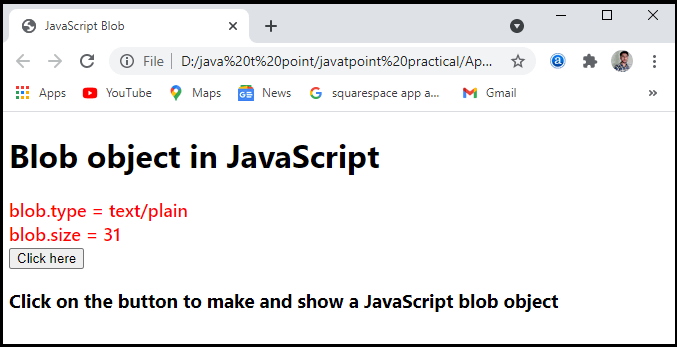 JavaScript Blob
File | D:/java%20t%20point/javatpoint%20practical/Ap...
Apps YouTube Maps News squarespace app a... Gmail
Blob object in JavaScript
blob.type = text/plain
blob.size = 31
Click here
Click on the button to make and show a JavaScript blob object